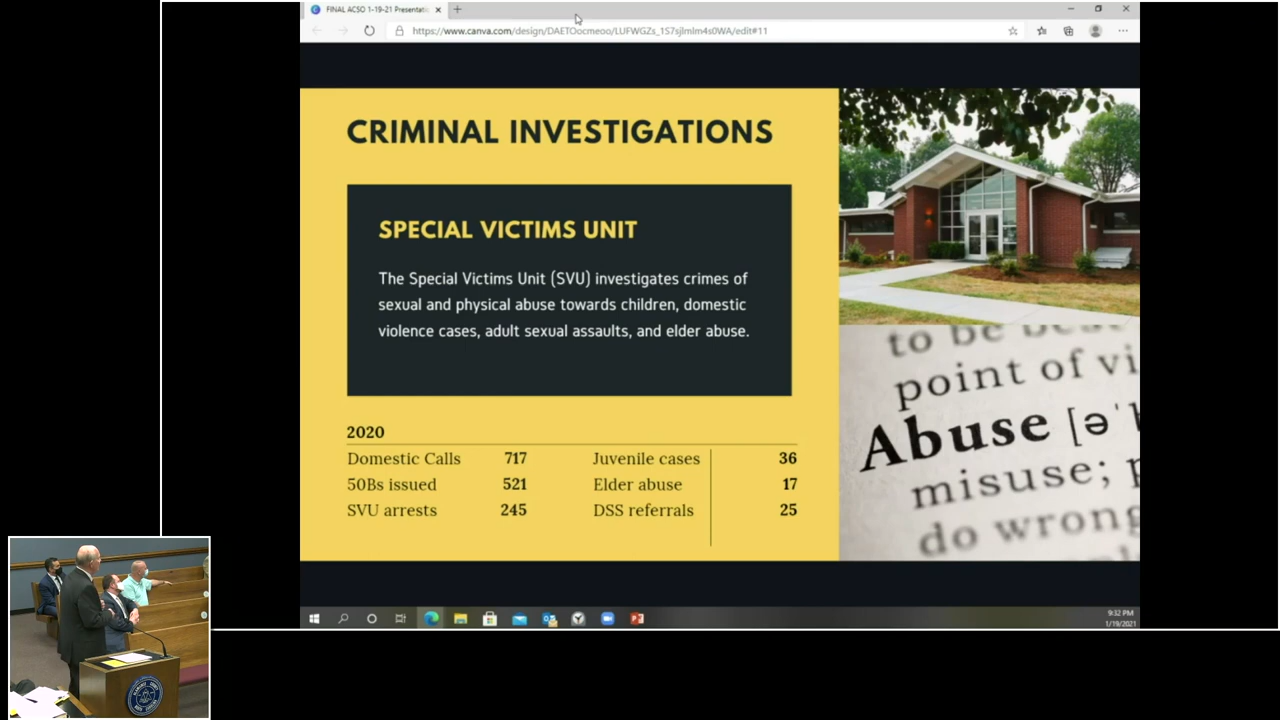 FINAL ACSO 1-19-21 Presentati
https://www.canva.com/design/DAETOocmeoo/LUFWGZs_1S7sjlmlm4s0WA/edit#11
CRIMINAL INVESTIGATIONS
SPECIAL VICTIMS UNIT
The Special Victims Unit (SVU) investigates crimes of
sexual and physical abuse towards children, domestic
violence cases, adult sexual assaults, and elder abuse.
2020
Domestic Calls 717 Juvenile cases 36
50Bs issued 521 Elder abuse 17
SVU arrests 245 DSS referrals 25
to be best
point of vi
Abuse [ə'
misuse; p
do wrong
9:32 PM
1/19/2021